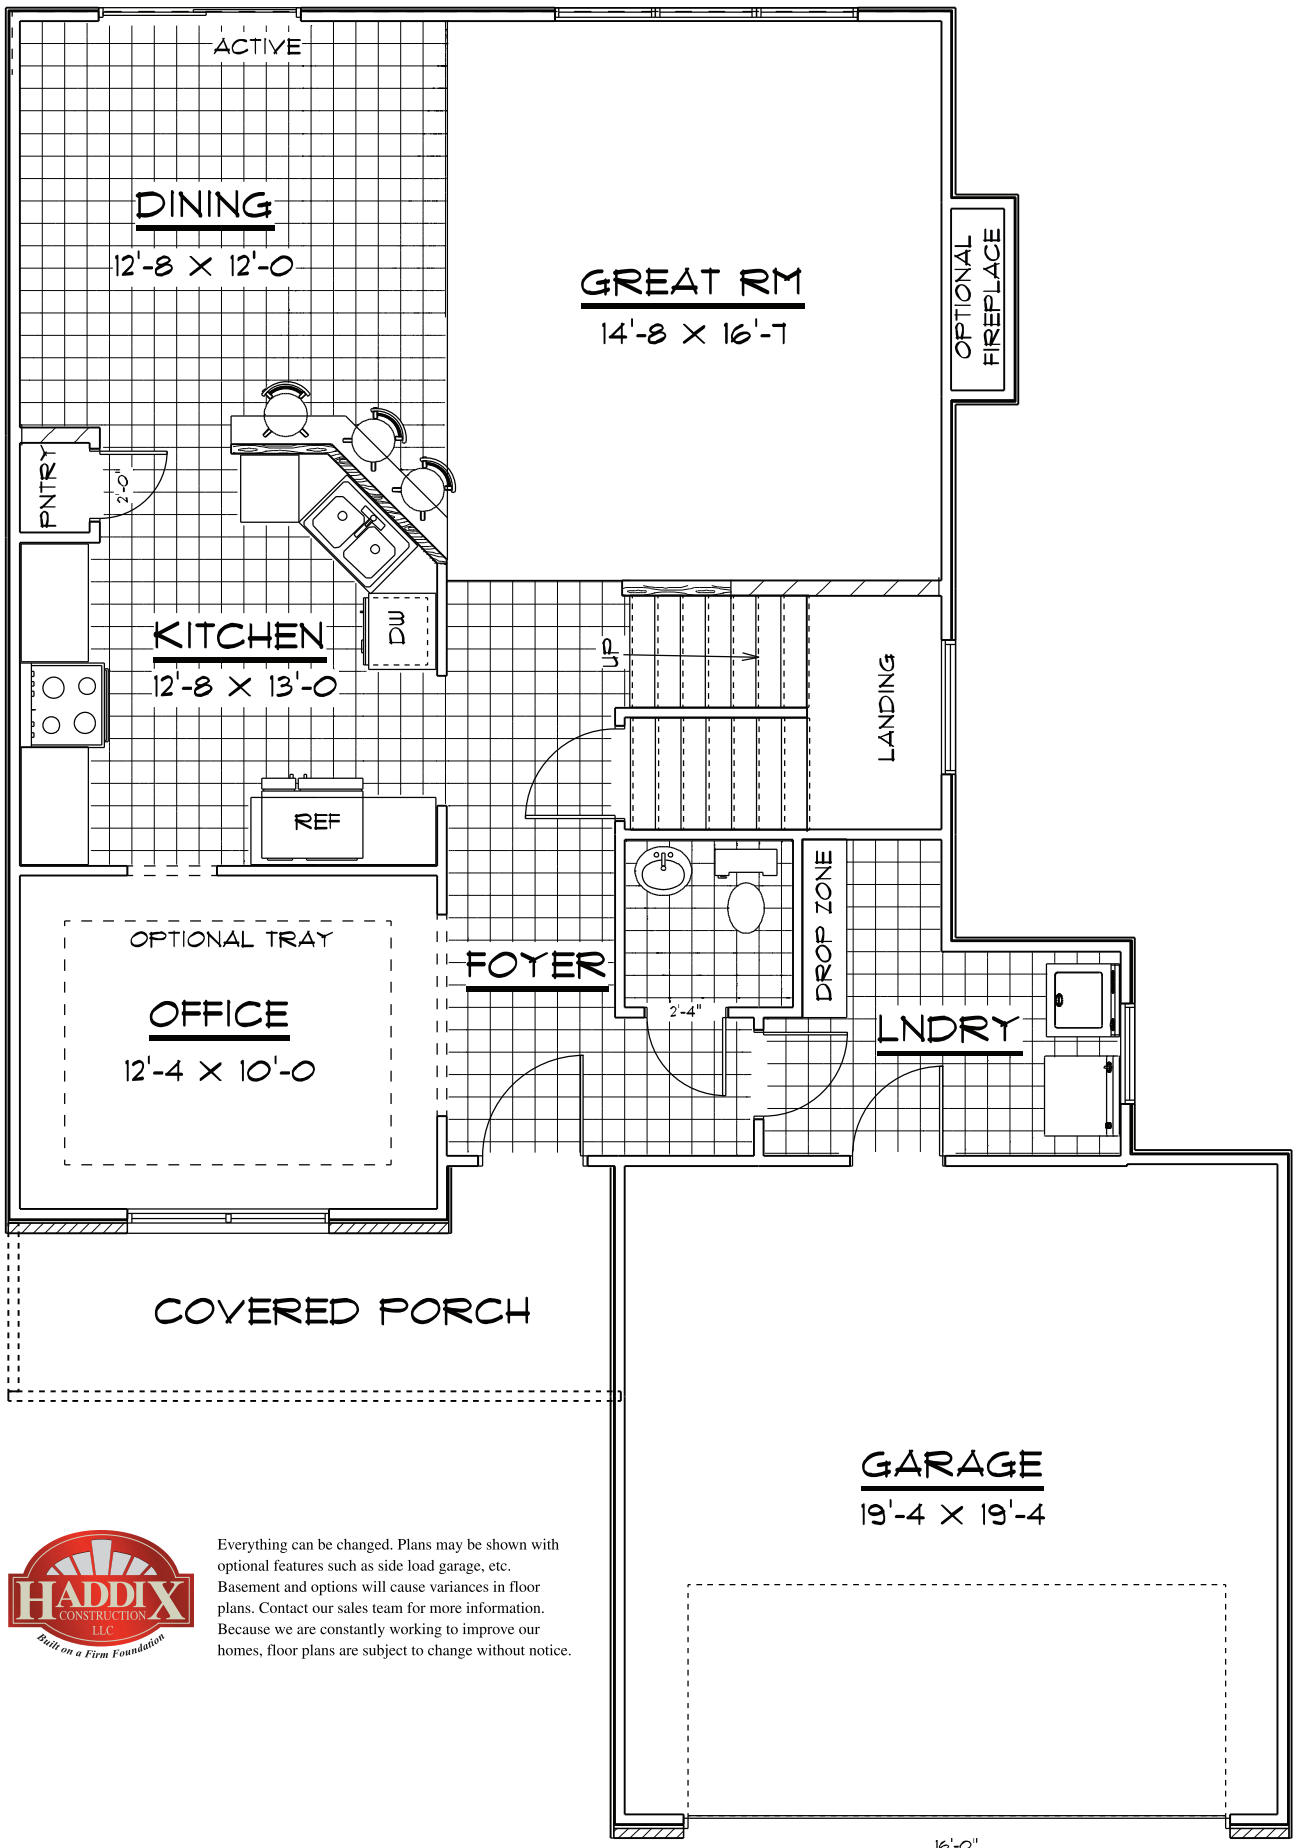 ACTIVE
DINING
12'-8 X 12'-0
GREAT RM
14'-8 X 16'-7
OPTIONAL
FIREPLACE
PNTRY
2'-0"
KITCHEN
12'-8 X 13'-0
DW
UP
LANDING
REF
DROP ZONE
OPTIONAL TRAY
OFFICE
12'-4 X 10'-0
FOYER
2'-4"
LNDRY
COVERED PORCH
GARAGE
19'-4 X 19'-4
16'-0"
HADDIX
CONSTRUCTION
LLC
Built on a Firm Foundation
Everything can be changed. Plans may be shown with
optional features such as side load garage, etc.
Basement and options will cause variances in floor
plans. Contact our sales team for more information.
Because we are constantly working to improve our
homes, floor plans are subject to change without notice.